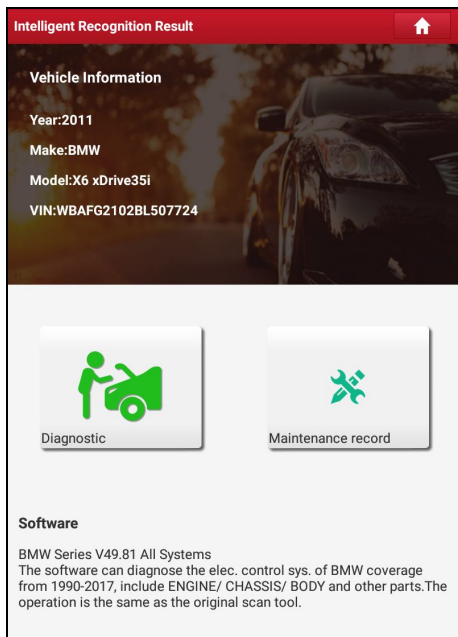 Intelligent Recognition Result
Vehicle Information
Year:2011
Make:BMW
Model:X6 xDrive35i
VIN:WBAFG2102BL507724
Diagnostic
Maintenance record
Software
BMW Series V49.81 All Systems
The software can diagnose the elec. control sys. of BMW coverage
from 1990-2017, include ENGINE/ CHASSIS/ BODY and other parts.The
operation is the same as the original scan tool.